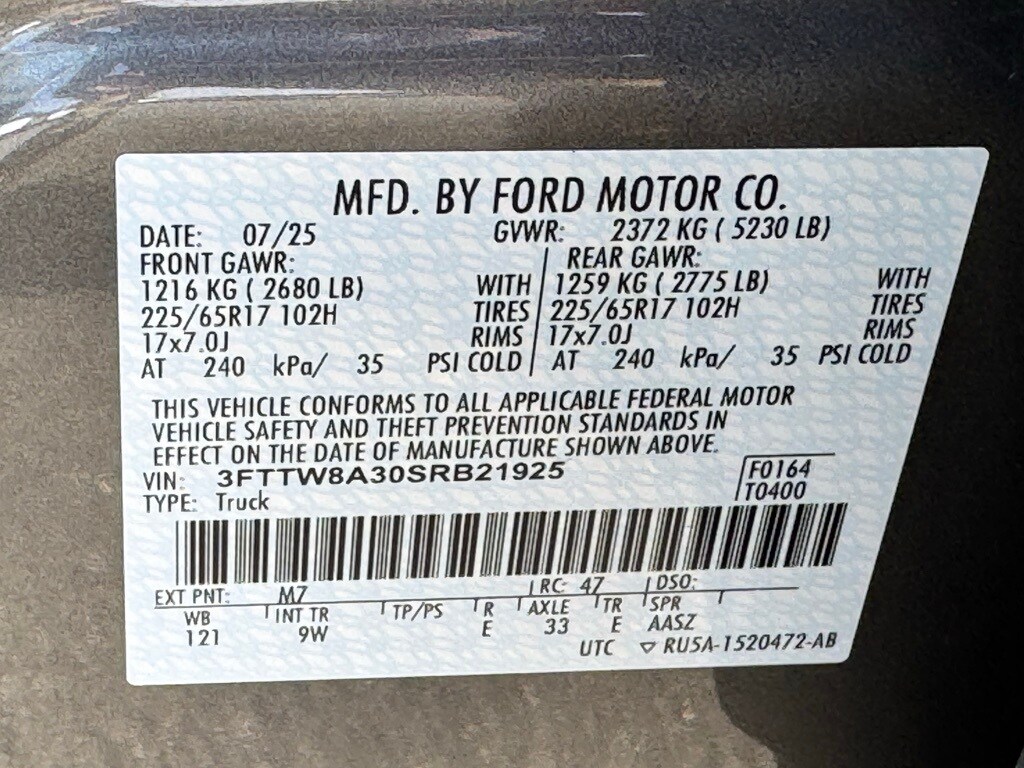 MFD. BY FORD MOTOR CO.
DATE: 07/25 GVWR: 2372 KG ( 5230 LB)
FRONT GAWR: REAR GAWR:
1216 KG ( 2680 LB) WITH 1259 KG ( 2775 LB) WITH
225/65R17 102H TIRES 225/65R17 102H TIRES
17x7.0J RIMS 17x7.0J RIMS
AT 240 kPa/ 35 PSI COLD AT 240 kPa/ 35 PSI COLD
THIS VEHICLE CONFORMS TO ALL APPLICABLE FEDERAL MOTOR
VEHICLE SAFETY AND THEFT PREVENTION STANDARDS IN
EFFECT ON THE DATE OF MANUFACTURE SHOWN ABOVE.
VIN: 3FTTW8A30SRB21925 F0164
TYPE: Truck T0400
EXT PNT: M7 RC: 47 DSO:
WB INT TR TP/PS R AXLE TR SPR
121 9W E 33 E AASZ
UTC ▽ RU5A-1520472-AB